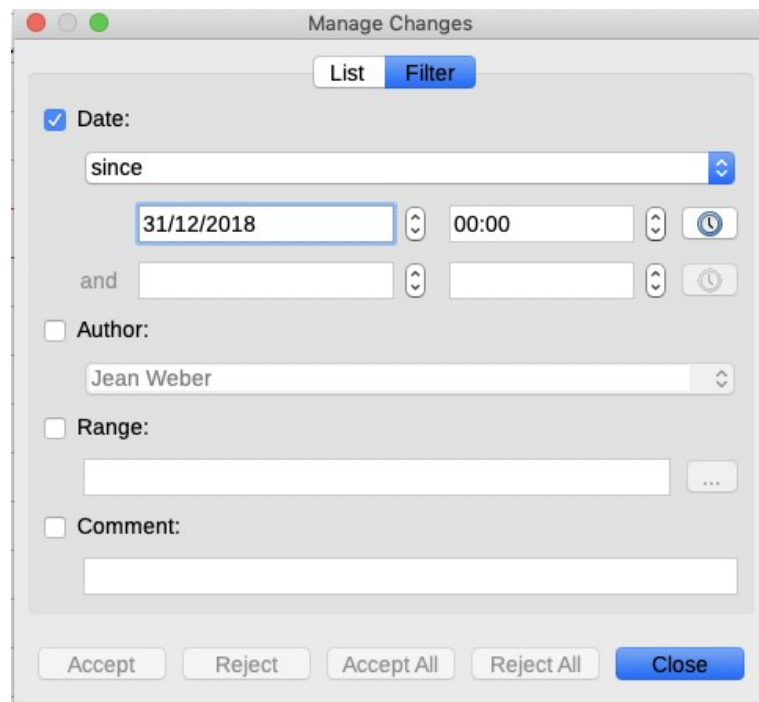 Manage Changes
List Filter
Date:
since
31/12/2018 00:00
and
Author:
Jean Weber
Range:
...
Comment:
Accept Reject Accept All Reject All Close